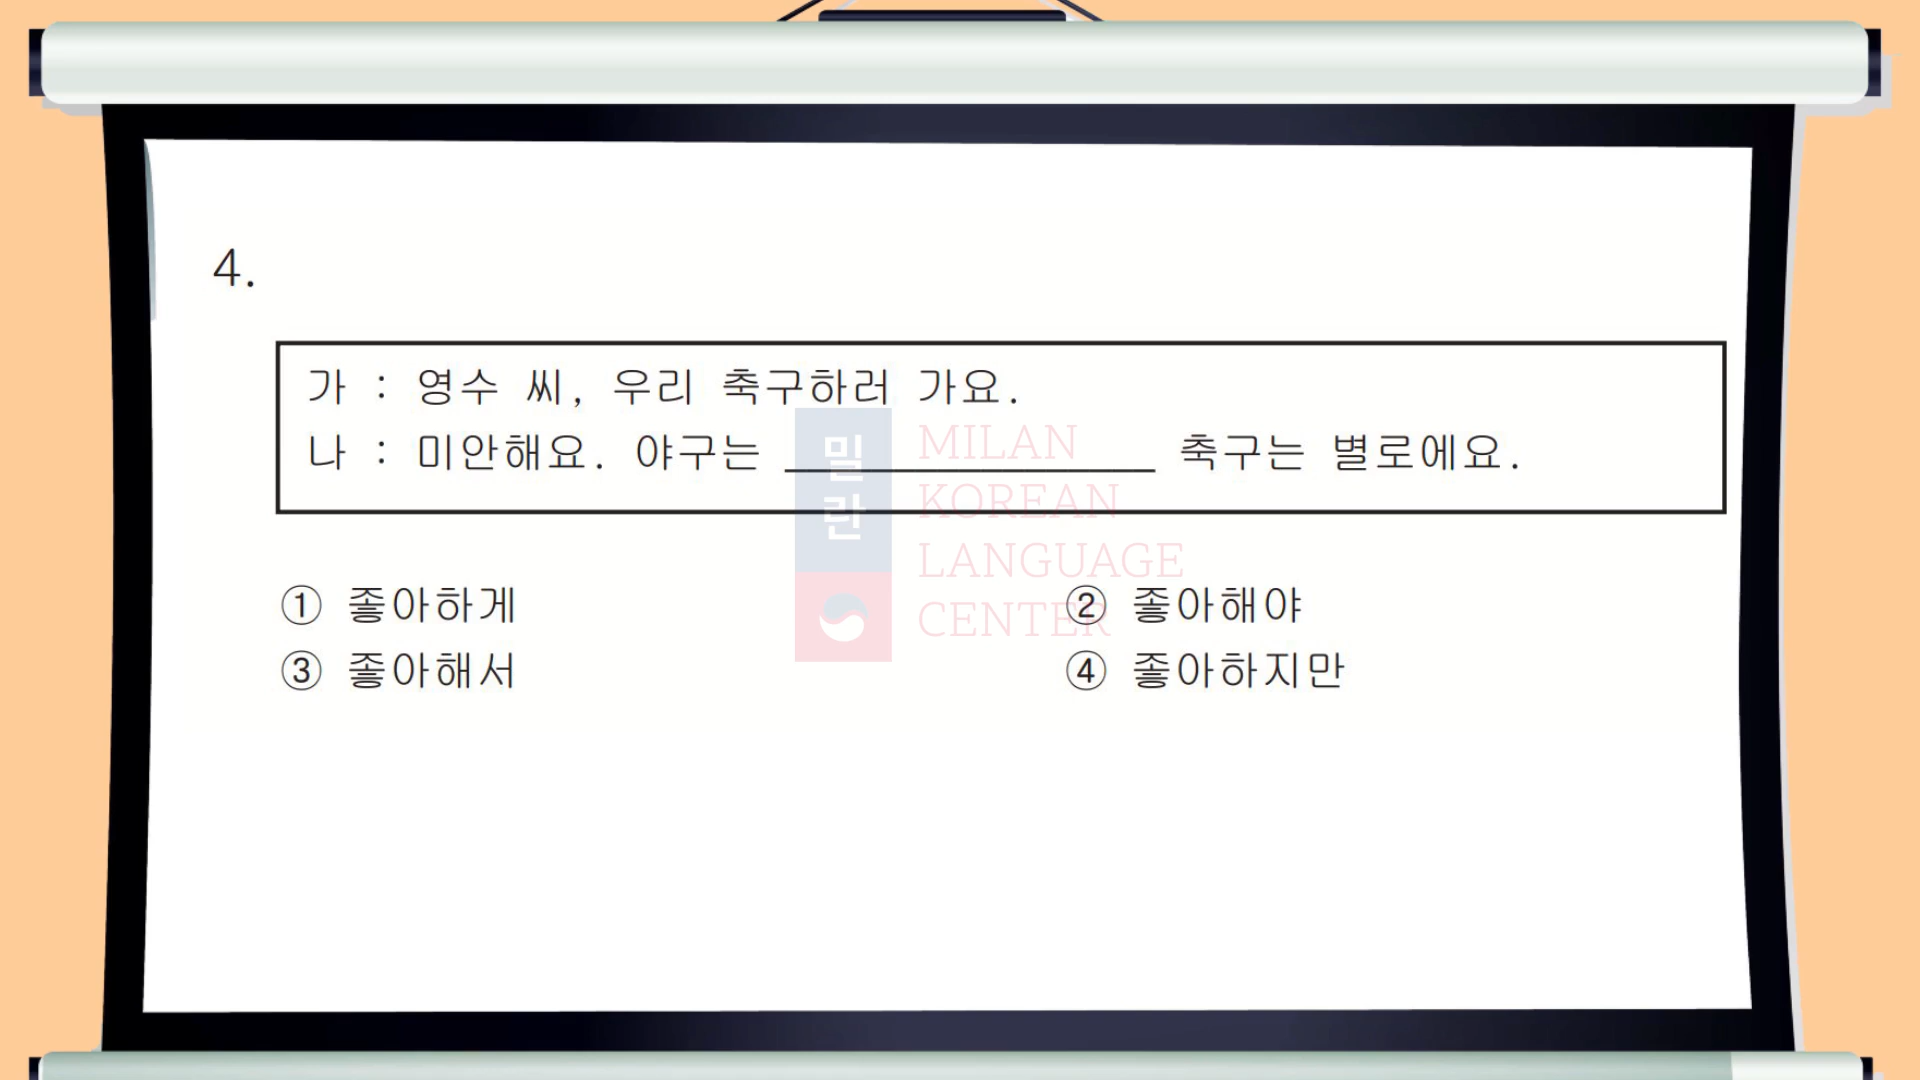 4.
가 : 영수 씨, 우리 축구하러 가요.
나 : 미안해요. 야구는 ______________ 축구는 별로에요.
① 좋아하게
② 좋아해야
③ 좋아해서
④ 좋아하지만
밀란
MILAN
KOREAN
LANGUAGE
CENTER